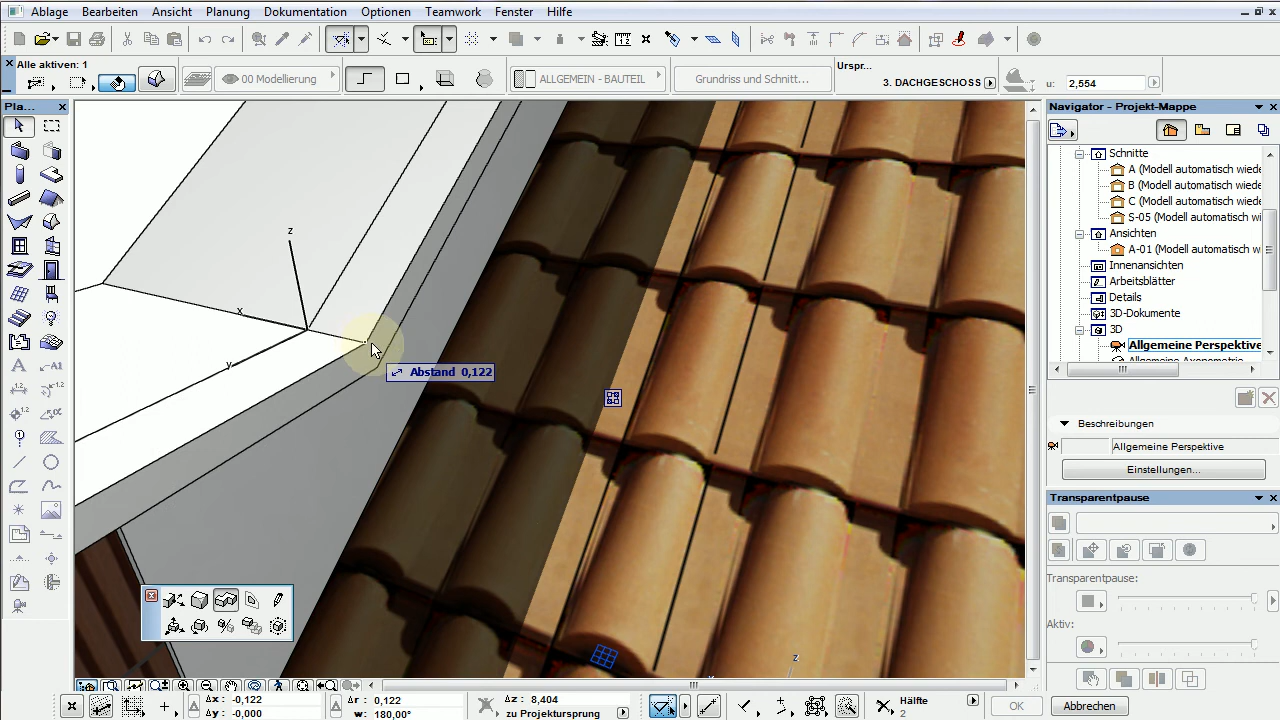 Ablage Bearbeiten Ansicht Planung Dokumentation Optionen Teamwork Fenster Hilfe
Alle aktiven: 1
00 Modellierung
ALLGEMEIN - BAUTEIL
Grundriss und Schnitt...
Urspr...
3. DACHGESCHOSS
u:
2,554
Pla...
Navigator - Projekt-Mappe
Schnitte
A (Modell automatisch wiede
B (Modell automatisch wiede
C (Modell automatisch wiede
S-05 (Modell automatisch wi
Ansichten
A-01 (Modell automatisch w
Innenansichten
Arbeitsblätter
Details
3D-Dokumente
3D
Allgemeine Perspektive
Allgemeine Axonometrie
Beschreibungen
Allgemeine Perspektive
Einstellungen...
Transparentpause
Transparentpause:
Aktiv:
z
x
y
Abstand 0,122
z
Δx : -0,122
Δy : -0,000
Δr : 0,122
w : 180,00°
Δz : 8,404
zu Projektursprung
Hälfte
2
OK
Abbrechen